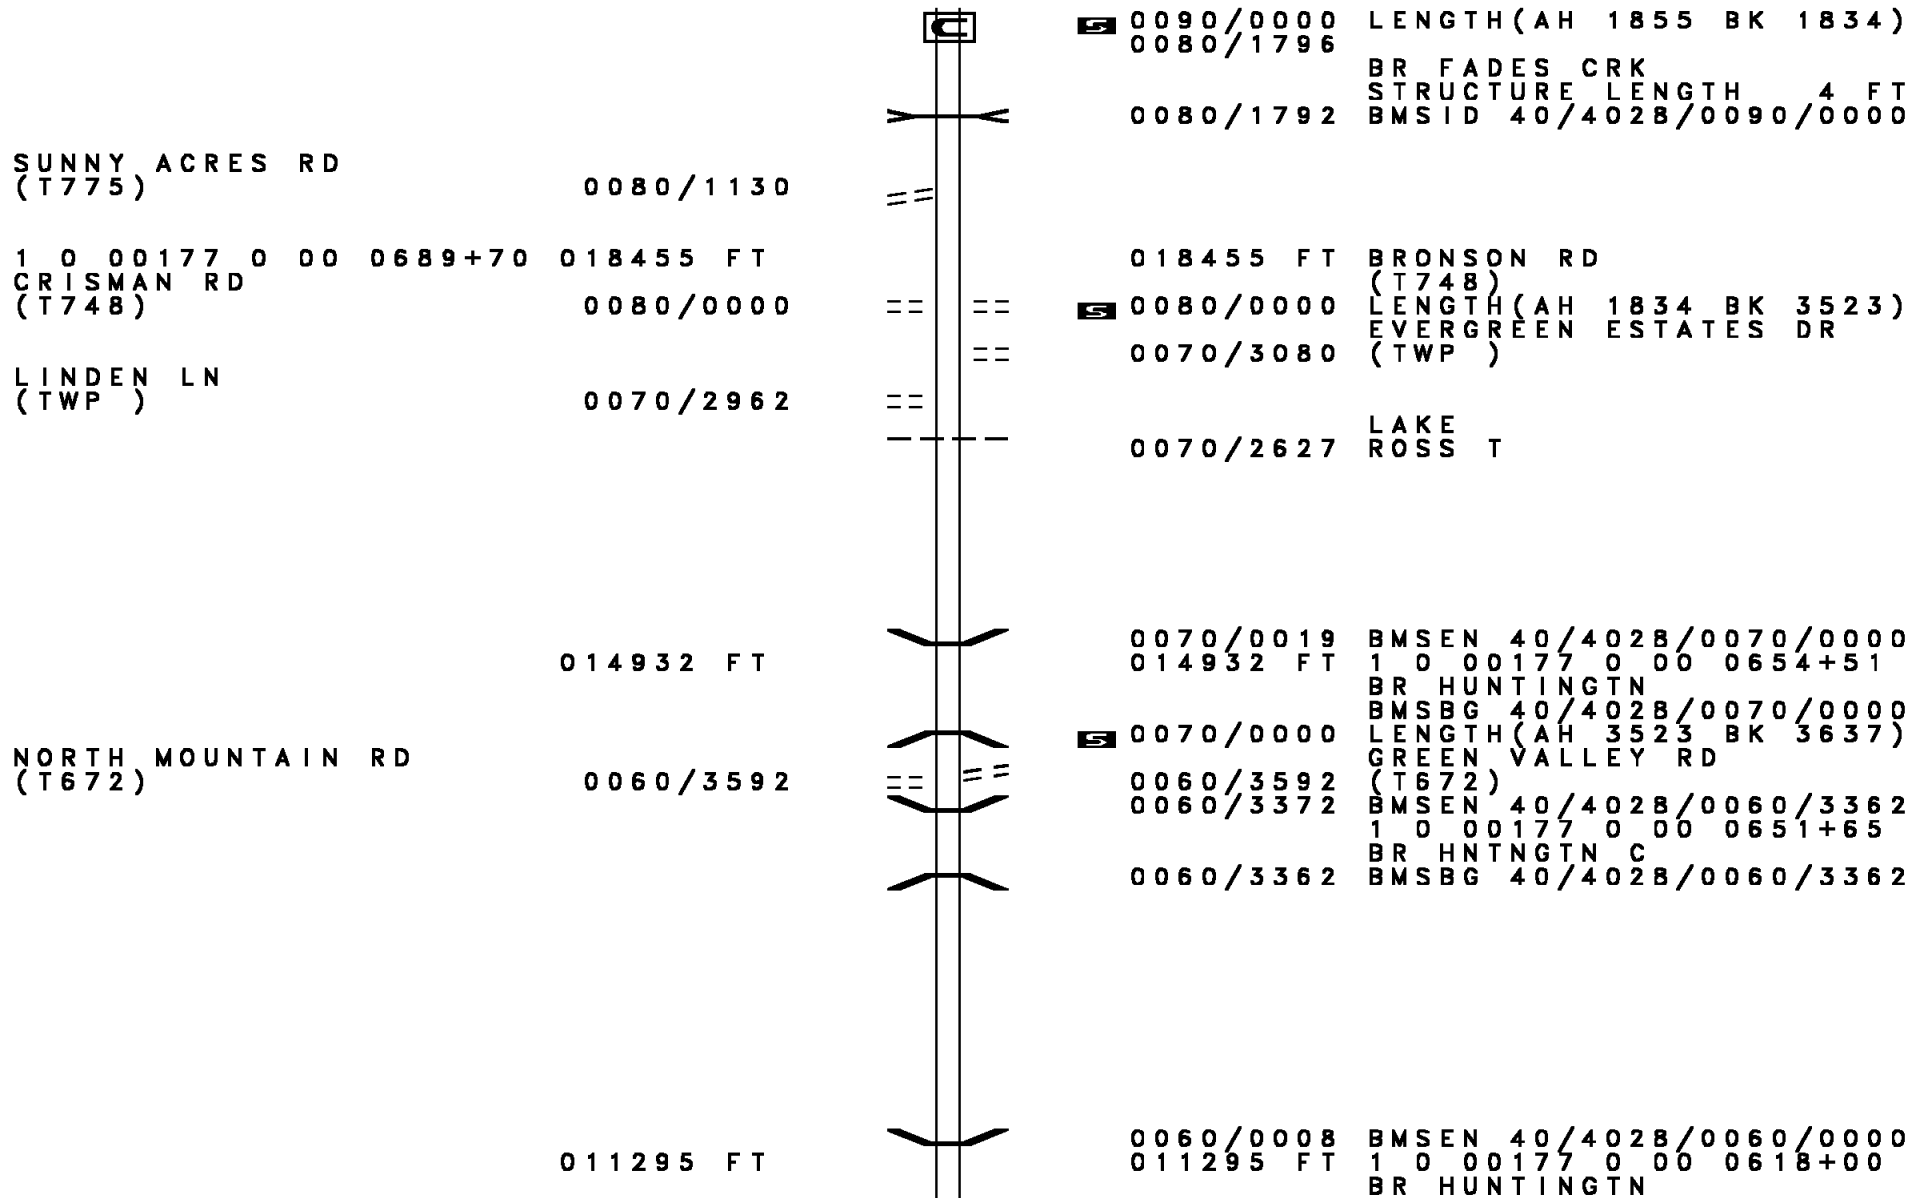 C
S 0090/0000 LENGTH(AH 1855 BK 1834)
0080/1796
BR FADES CRK
STRUCTURE LENGTH 4 FT
0080/1792 BMSID 40/4028/0090/0000
SUNNY ACRES RD
(T775) 0080/1130
1 0 00177 0 00 0689+70 018455 FT 018455 FT BRONSON RD
CRISMAN RD (T748)
(T748) 0080/0000 S 0080/0000 LENGTH(AH 1834 BK 3523)
EVERGREEN ESTATES DR
0070/3080 (TWP )
LINDEN LN
(TWP ) 0070/2962
LAKE
0070/2627 ROSS T
0070/0019 BMSEN 40/4028/0070/0000
014932 FT 014932 FT 1 0 00177 0 00 0654+51
BR HUNTINGTN
BMSBG 40/4028/0070/0000
S 0070/0000 LENGTH(AH 3523 BK 3637)
NORTH MOUNTAIN RD GREEN VALLEY RD
(T672) 0060/3592 0060/3592 (T672)
0060/3372 BMSEN 40/4028/0060/3362
1 0 00177 0 00 0651+65
BR HNTNGTN C
0060/3362 BMSBG 40/4028/0060/3362
0060/0008 BMSEN 40/4028/0060/0000
011295 FT 011295 FT 1 0 00177 0 00 0618+00
BR HUNTINGTN